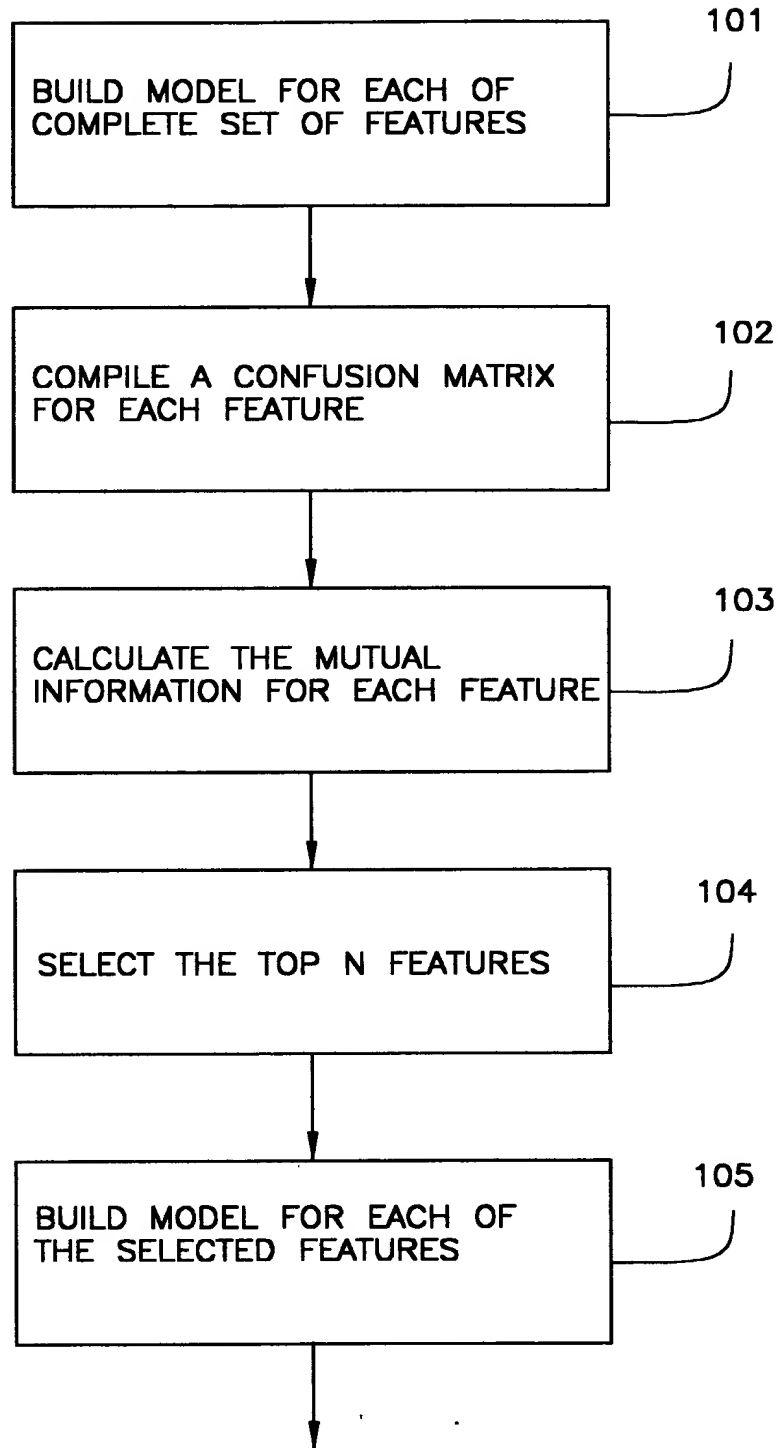 101
BUILD MODEL FOR EACH OF
COMPLETE SET OF FEATURES
102
COMPILE A CONFUSION MATRIX
FOR EACH FEATURE
103
CALCULATE THE MUTUAL
INFORMATION FOR EACH FEATURE
104
SELECT THE TOP N FEATURES
105
BUILD MODEL FOR EACH OF
THE SELECTED FEATURES